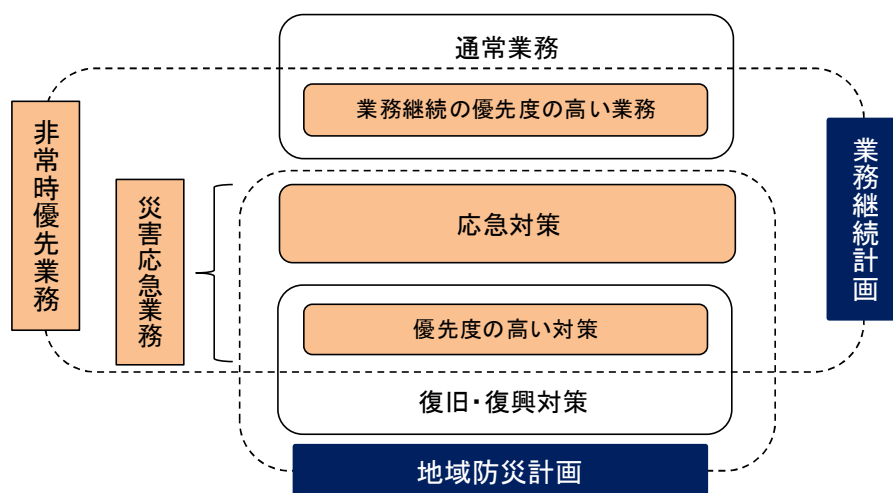 通常業務
業務継続の優先度の高い業務
非常時優先業務
災害応急業務
応急対策
業務継続計画
優先度の高い対策
復旧・復興対策
地域防災計画